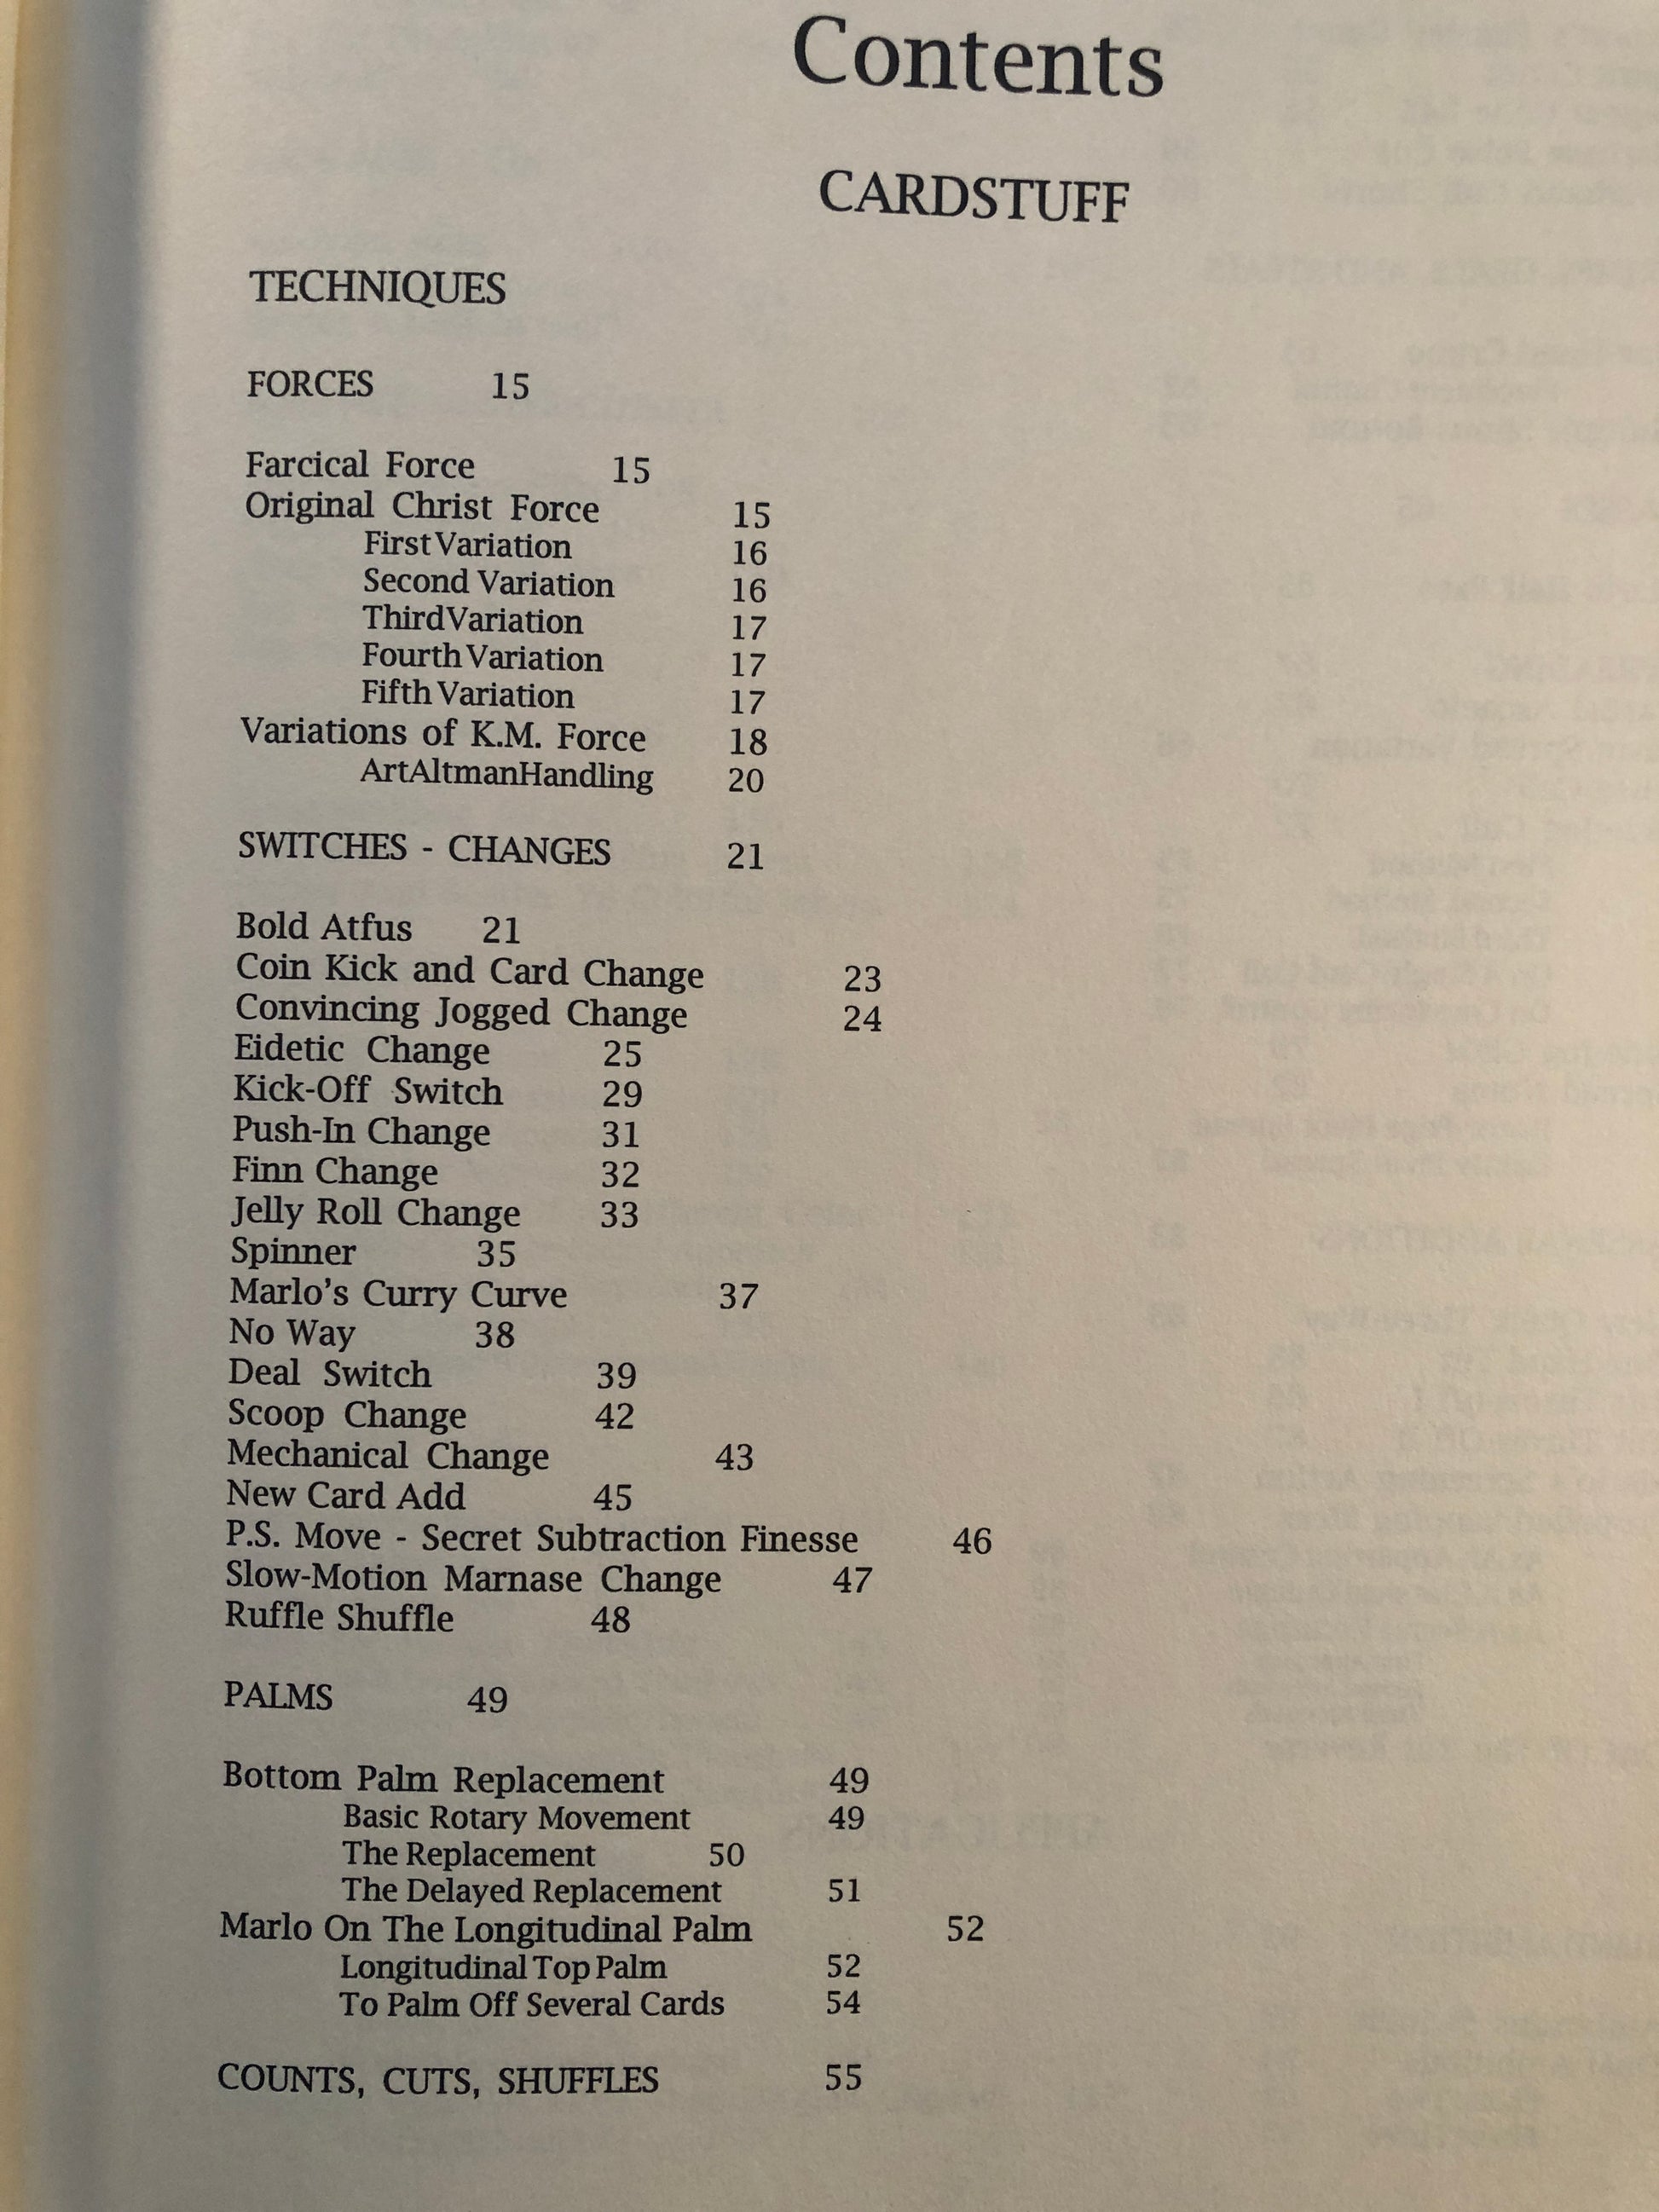 Contents
CARDSTUFF
TECHNIQUES
FORCES 15
Farcical Force 15
Original Christ Force 15
First Variation 16
Second Variation 16
Third Variation 17
Fourth Variation 17
Fifth Variation 17
Variations of K.M. Force 18
ArtAltmanHandling 20
SWITCHES - CHANGES 21
Bold Atfus 21
Coin Kick and Card Change 23
Convincing Jogged Change 24
Eidetic Change 25
Kick-Off Switch 29
Push-In Change 31
Finn Change 32
Jelly Roll Change 33
Spinner 35
Marlo's Curry Curve 37
No Way 38
Deal Switch 39
Scoop Change 42
Mechanical Change 43
New Card Add 45
P.S. Move - Secret Subtraction Finesse 46
Slow-Motion Marnase Change 47
Ruffle Shuffle 48
PALMS 49
Bottom Palm Replacement 49
Basic Rotary Movement 49
The Replacement 50
The Delayed Replacement 51
Marlo On The Longitudinal Palm 52
Longitudinal Top Palm 52
To Palm Off Several Cards 54
COUNTS, CUTS, SHUFFLES 55